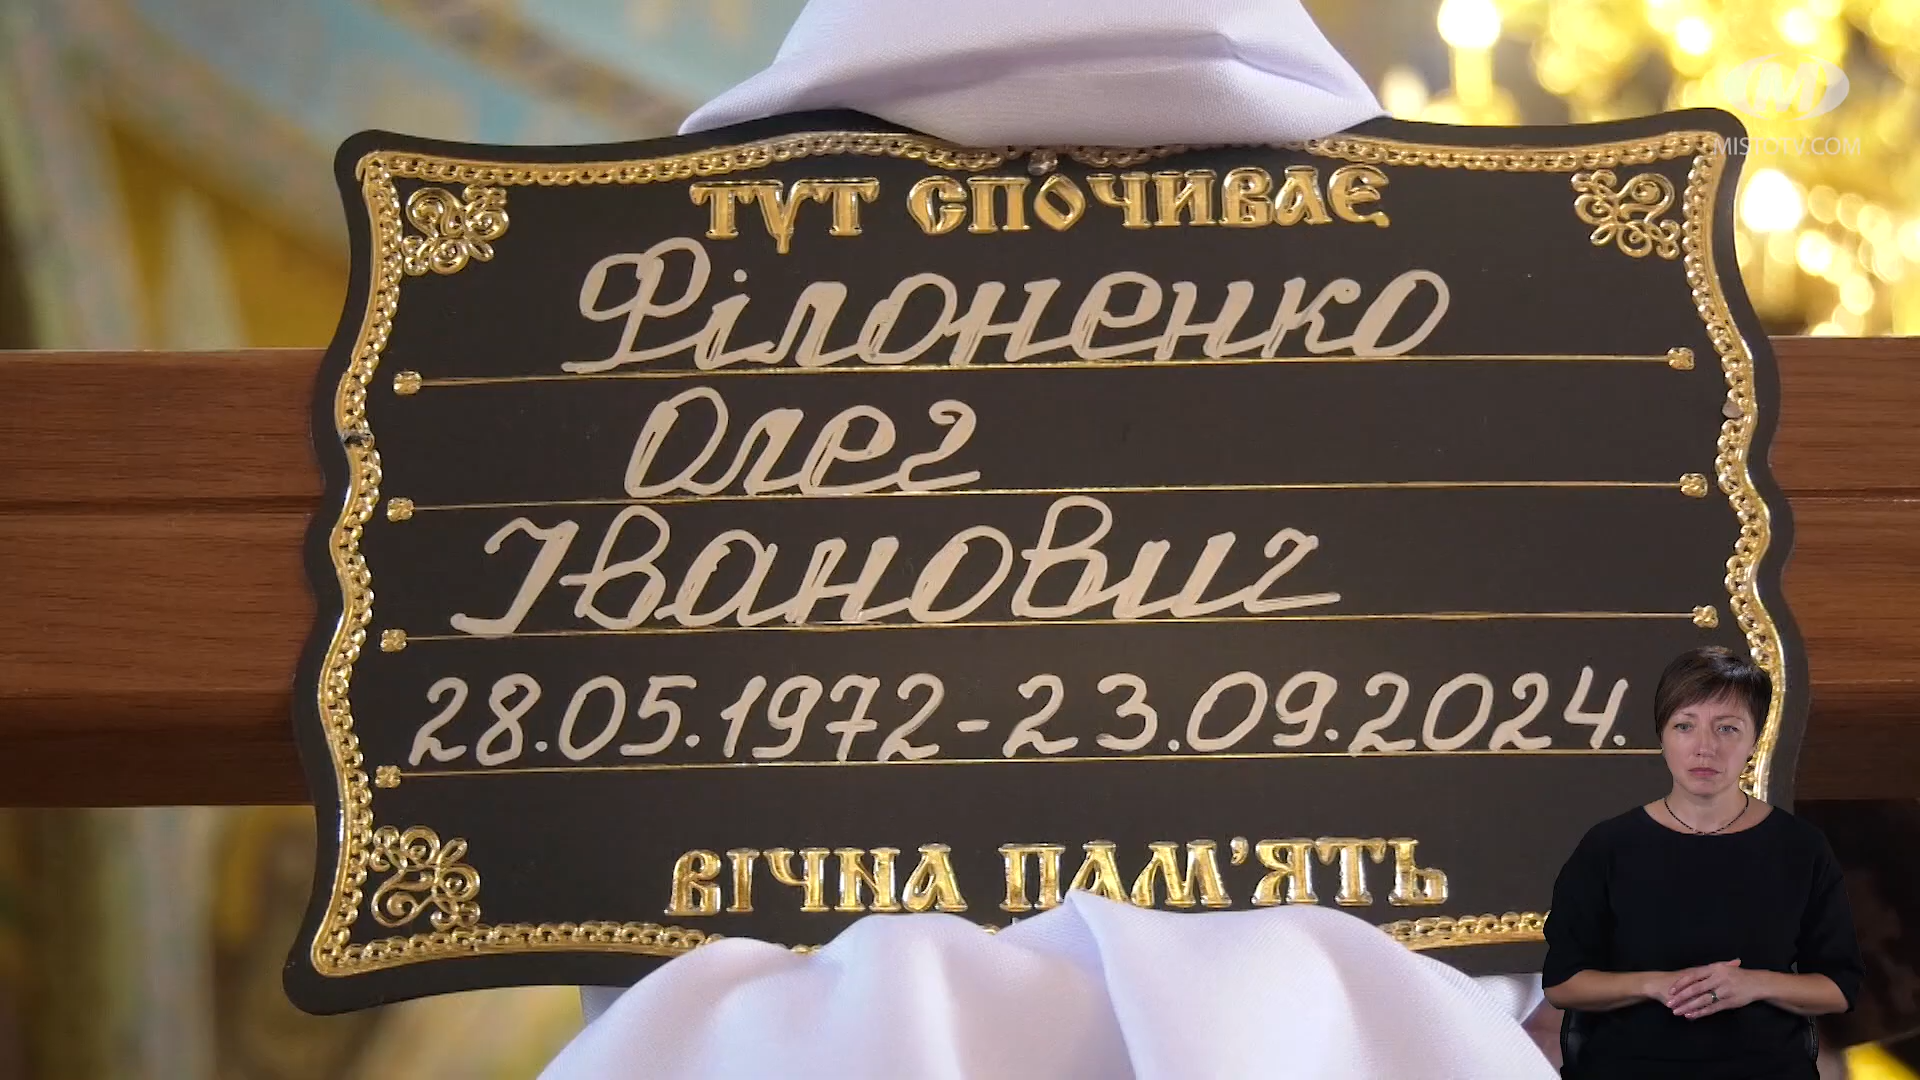 MISTOTV.COM
ТУТ СПОЧИВАЄ
Філоненко
Олег
Іванович
28.05.1972-23.09.2024.
ВІЧНА ПАМ'ЯТЬ